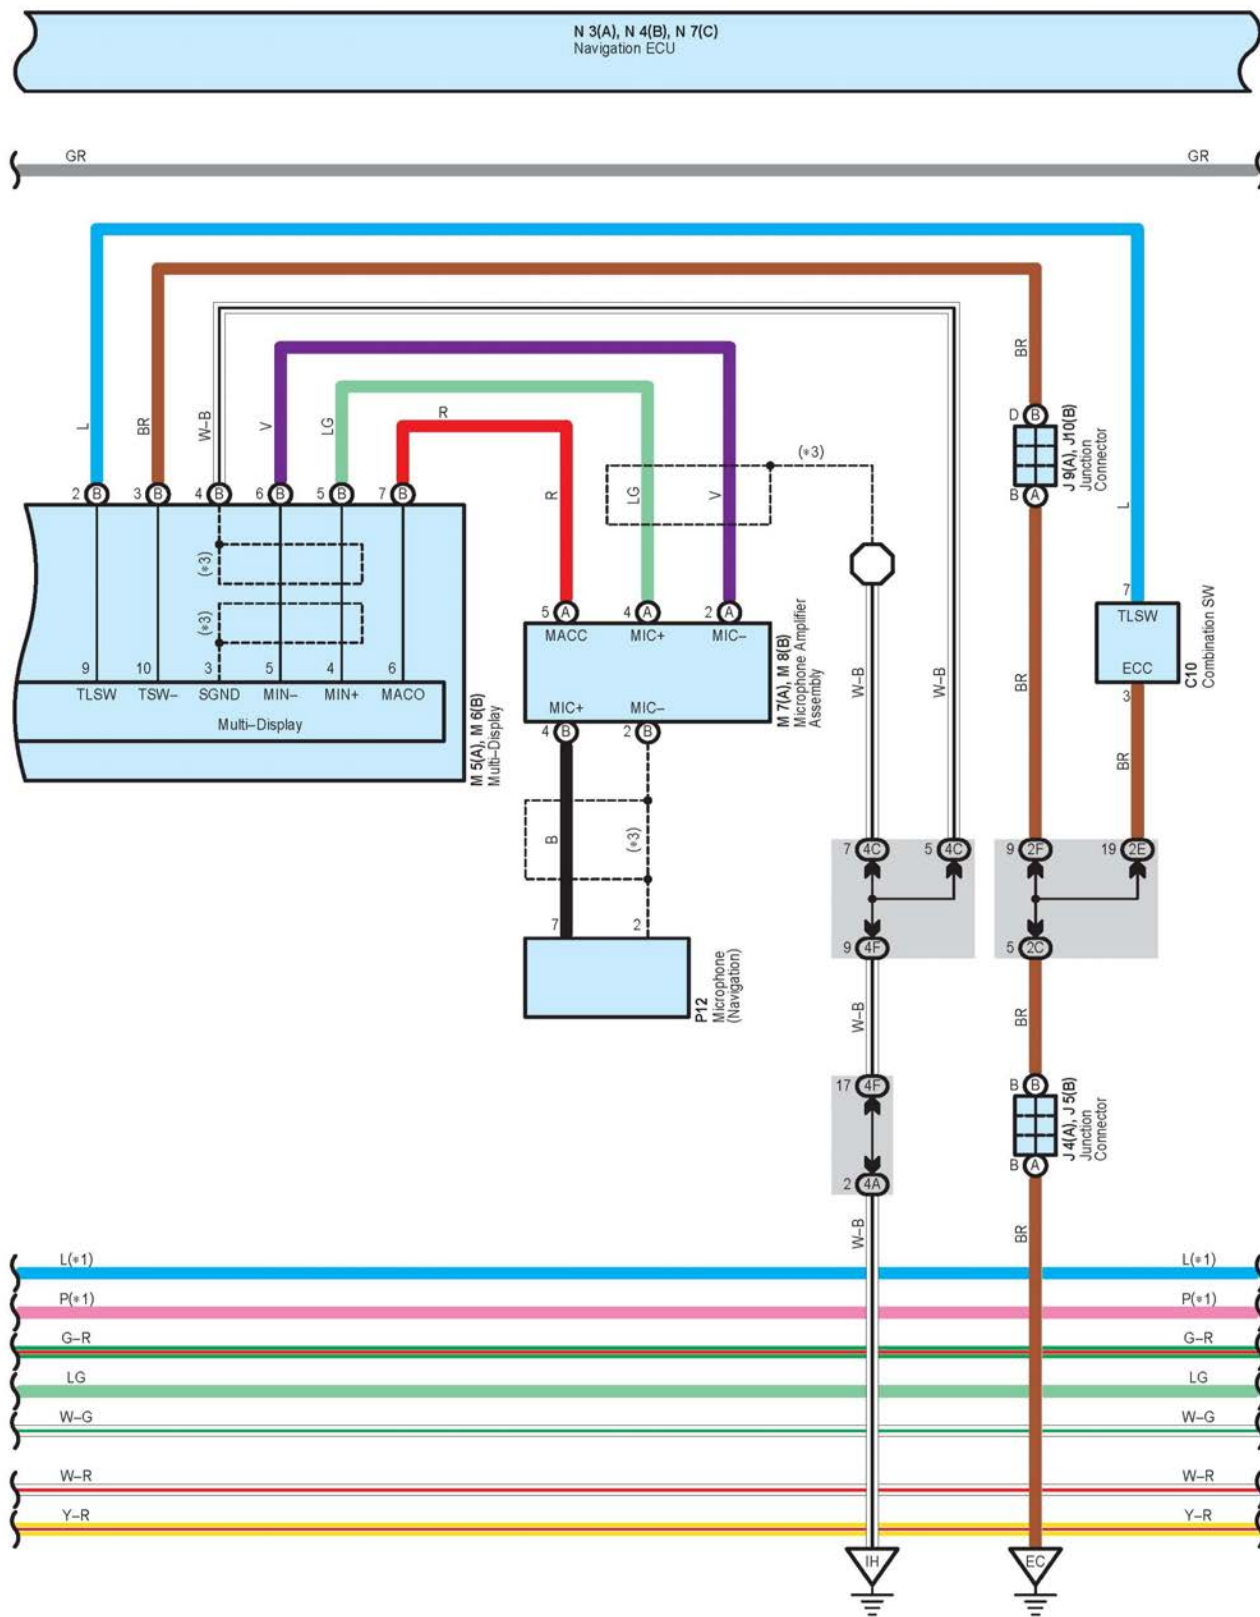 N 3(A), N 4(B), N 7(C)
Navigation ECU
GR GR
L
BR
W–B
V
LG
R
BR
D B
J 9(A), J10(B)
Junction
Connector
B A
(∗3)
R
LG
V
L
2 B
3 B
4 B
6 B
5 B
7 B
(∗3)
(∗3)
9 10 3 5 4 6
TLSW TSW– SGND MIN– MIN+ MACO
Multi–Display
M 5(A), M 6(B)
Multi–Display
5 A
4 A
2 A
MACC MIC+ MIC–
MIC+ MIC–
4 B
2 B
M 7(A), M 8(B)
Microphone Amplifier
Assembly
W–B
W–B
BR
7
TLSW
ECC
3
C10
Combination SW
BR
B
(∗3)
7 2
P12
Microphone
(Navigation)
7 4C
5 4C
9 2F
19 2E
9 4F
5 2C
W–B
BR
17 4F
2 4A
B B
J 4(A), J 5(B)
Junction
Connector
B A
W–B
BR
L(∗1) L(∗1)
P(∗1) P(∗1)
G–R G–R
LG LG
W–G W–G
W–R W–R
Y–R Y–R
IH EC